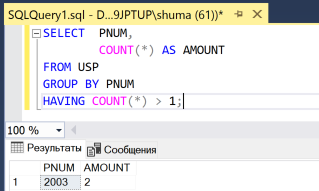 SQLQuery1.sql - D...9JPTUP\shuma (61))*
SELECT PNUM,
COUNT(*) AS AMOUNT
FROM USP
GROUP BY PNUM
HAVING COUNT(*) > 1;
100 %
Результаты Сообщения
PNUM AMOUNT
1 2003 2